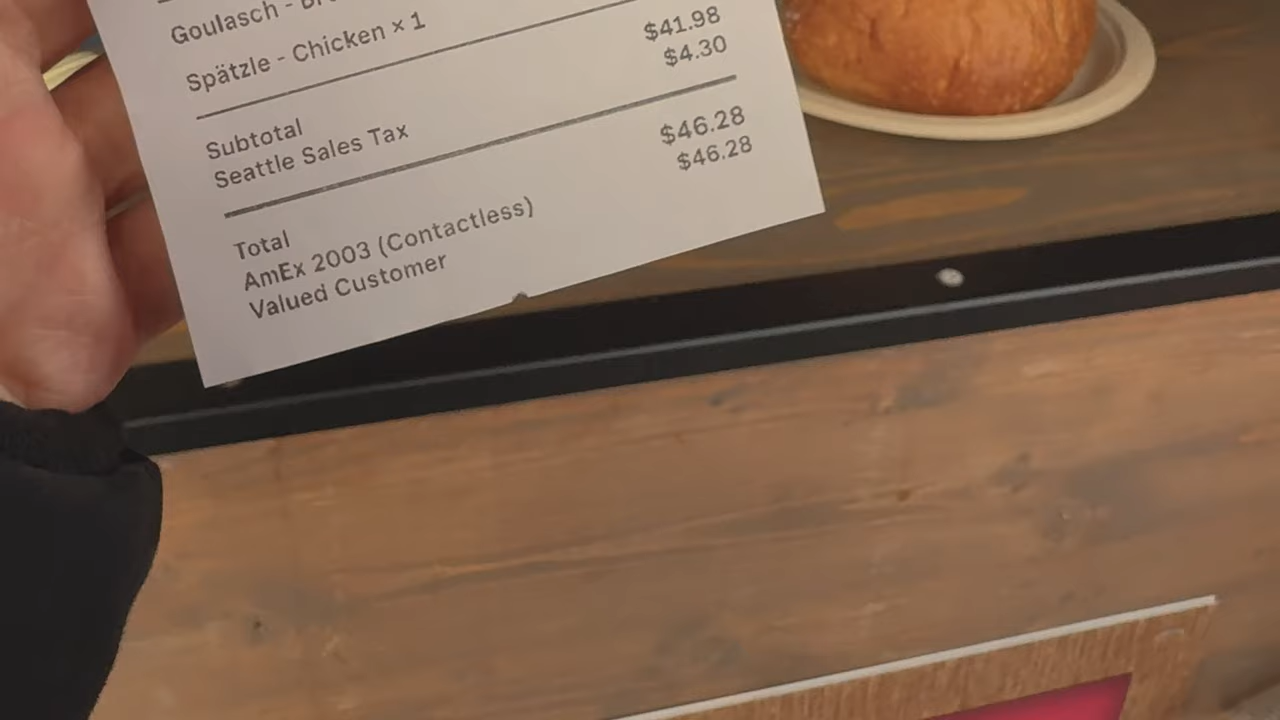 Goulasch -
Spätzle - Chicken × 1
Subtotal $41.98
Seattle Sales Tax $4.30
Total $46.28
AmEx 2003 (Contactless) $46.28
Valued Customer